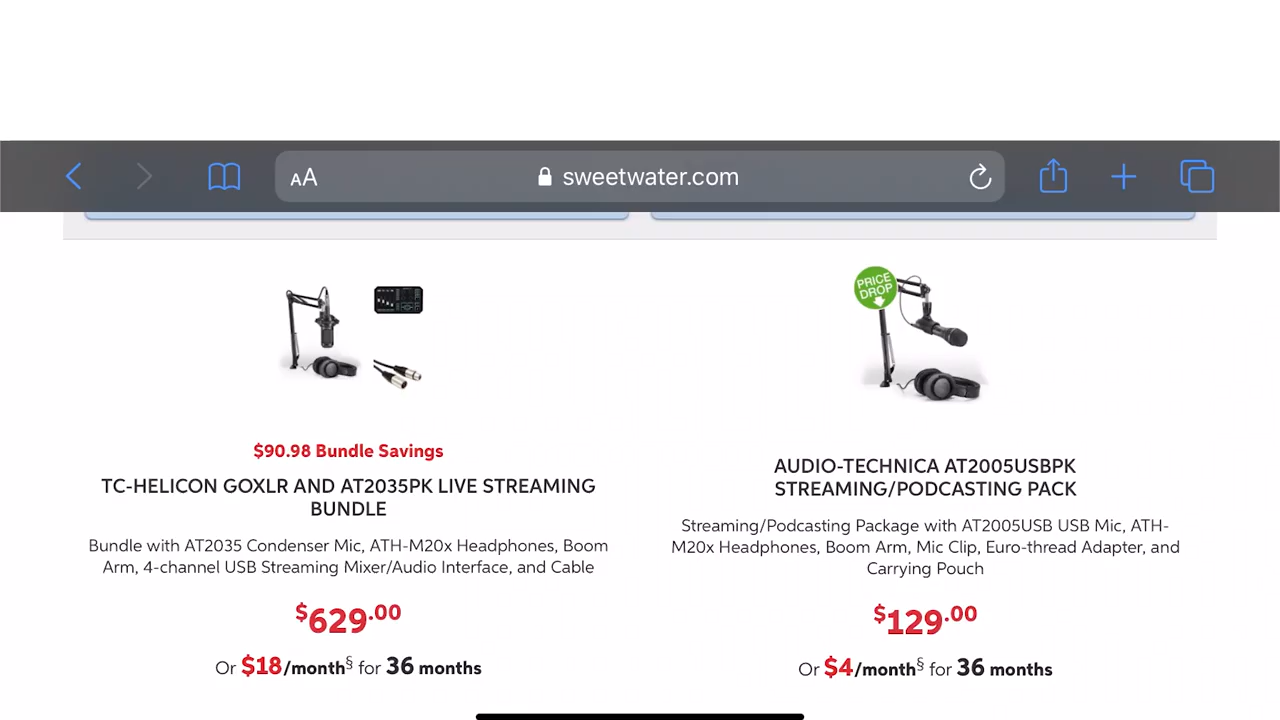 AA
sweetwater.com
PRICE
DROP
$90.98 Bundle Savings
TC-HELICON GOXLR AND AT2035PK LIVE STREAMING
BUNDLE
Bundle with AT2035 Condenser Mic, ATH-M20x Headphones, Boom
Arm, 4-channel USB Streaming Mixer/Audio Interface, and Cable
$629.00
Or $18/month§ for 36 months
AUDIO-TECHNICA AT2005USBPK
STREAMING/PODCASTING PACK
Streaming/Podcasting Package with AT2005USB USB Mic, ATH-
M20x Headphones, Boom Arm, Mic Clip, Euro-thread Adapter, and
Carrying Pouch
$129.00
Or $4/month§ for 36 months